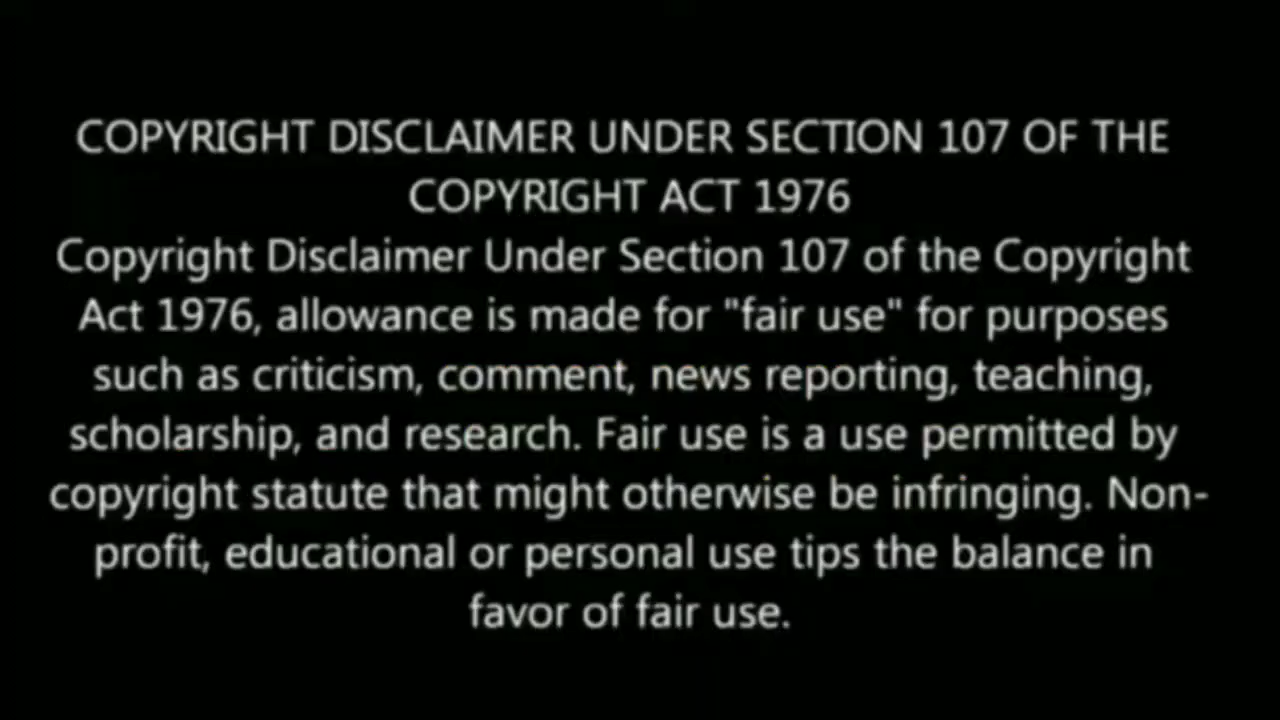 COPYRIGHT DISCLAIMER UNDER SECTION 107 OF THE
COPYRIGHT ACT 1976
Copyright Disclaimer Under Section 107 of the Copyright
Act 1976, allowance is made for "fair use" for purposes
such as criticism, comment, news reporting, teaching,
scholarship, and research. Fair use is a use permitted by
copyright statute that might otherwise be infringing. Non-
profit, educational or personal use tips the balance in
favor of fair use.